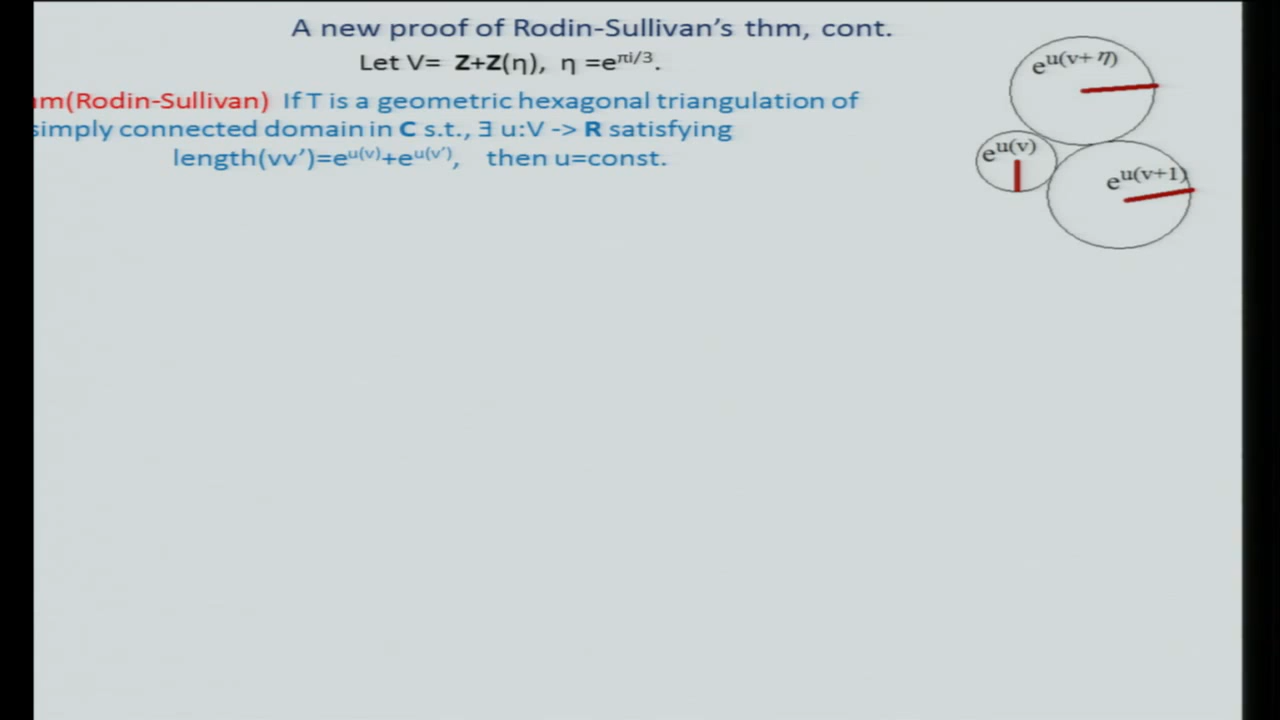 A new proof of Rodin-Sullivan's thm, cont.
Let V= Z+Z(η), η =e^{πi/3}.
m(Rodin-Sullivan) If T is a geometric hexagonal triangulation of
simply connected domain in C s.t., ∃ u:V -> R satisfying
length(vv')=e^{u(v)}+e^{u(v')}, then u=const.
e^{u(v+η)}
e^{u(v)}
e^{u(v+1)}